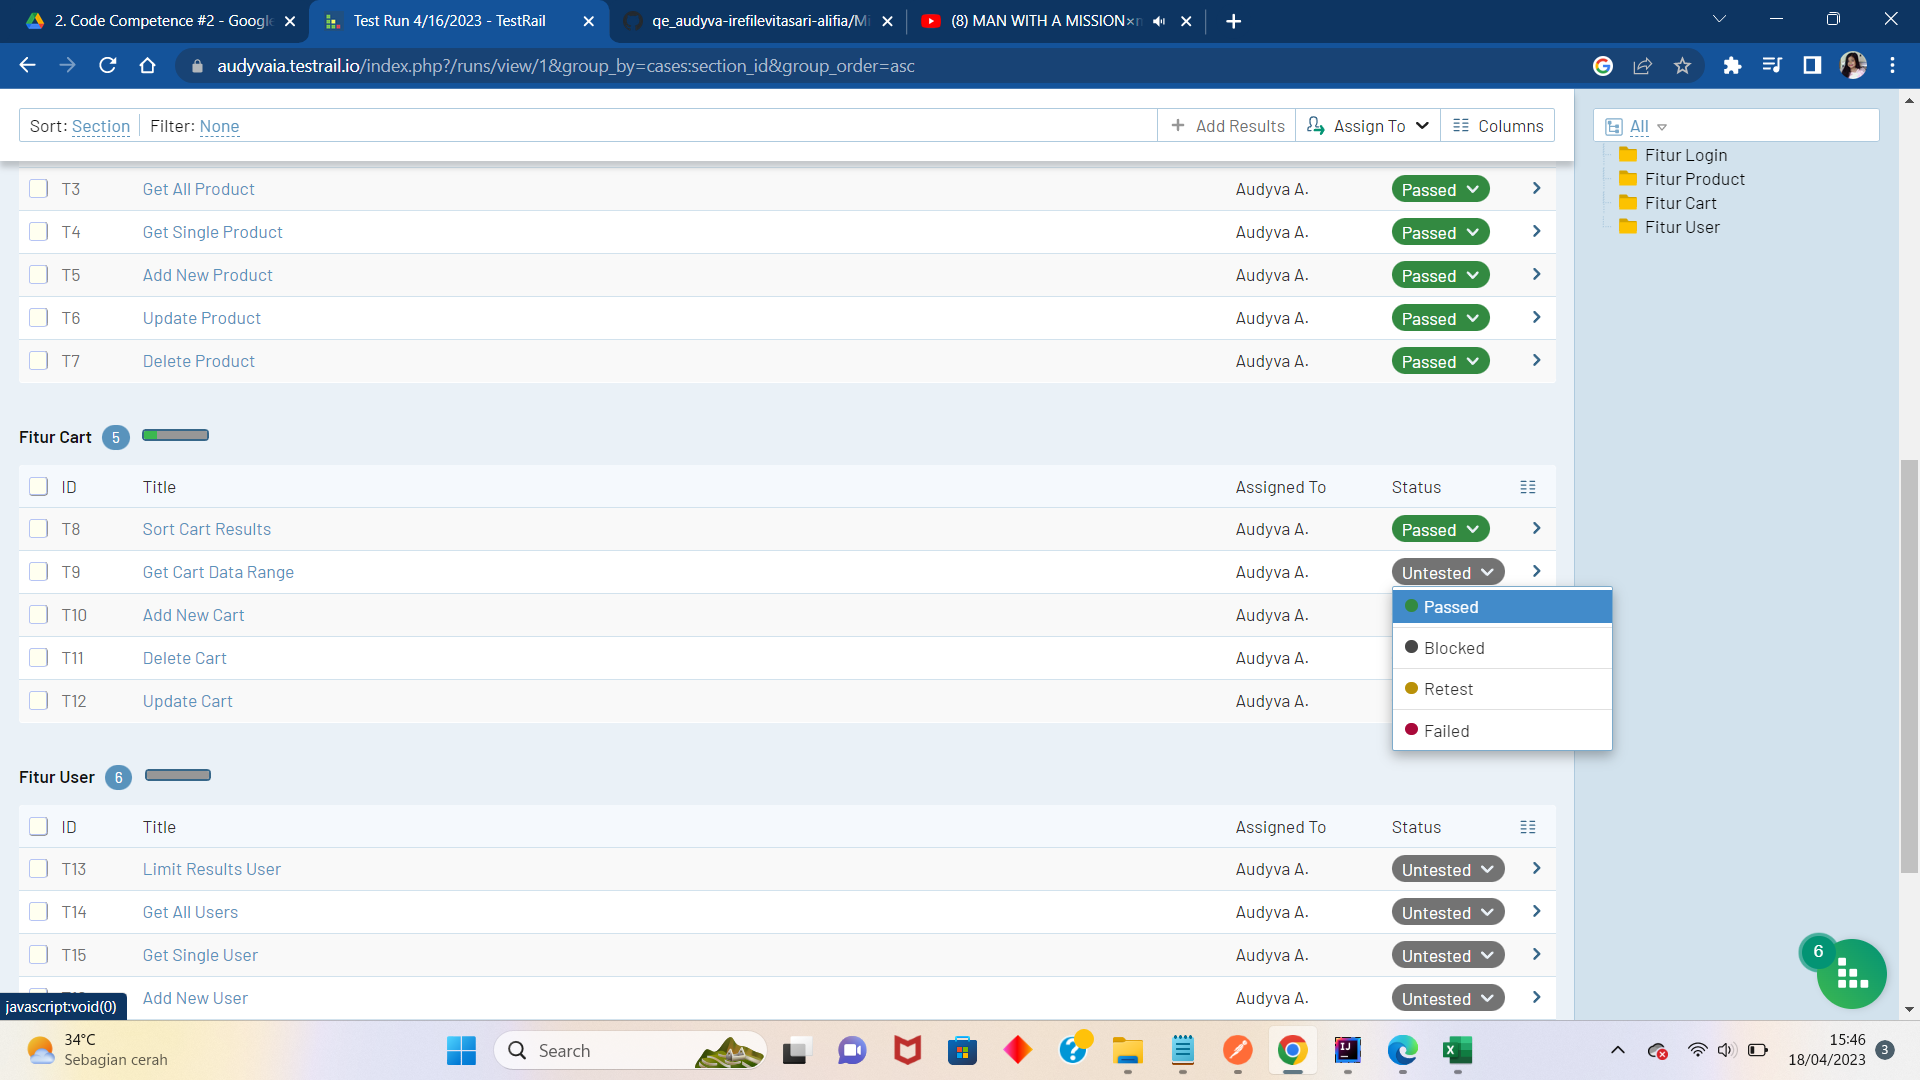 2. Code Competence #2 - Google
Test Run 4/16/2023 - TestRail
qe_audyva-irefilevitasari-alifia/Mi
(8) MAN WITH A MISSION×m
audyvaia.testrail.io/index.php?/runs/view/1&group_by=cases:section_id&group_order=asc
Sort: Section Filter: None
Add Results Assign To Columns
All
Fitur Login
Fitur Product
Fitur Cart
Fitur User
T3 Get All Product Audyva A. Passed
T4 Get Single Product Audyva A. Passed
T5 Add New Product Audyva A. Passed
T6 Update Product Audyva A. Passed
T7 Delete Product Audyva A. Passed
Fitur Cart 5
ID Title Assigned To Status
T8 Sort Cart Results Audyva A. Passed
T9 Get Cart Data Range Audyva A. Untested
T10 Add New Cart Audyva A.
T11 Delete Cart Audyva A.
T12 Update Cart Audyva A.
Passed
Blocked
Retest
Failed
Fitur User 6
ID Title Assigned To Status
T13 Limit Results User Audyva A. Untested
T14 Get All Users Audyva A. Untested
T15 Get Single User Audyva A. Untested
Add New User Audyva A. Untested
6
javascript:void(0)
34°C
Sebagian cerah
Search
15:46
18/04/2023
3